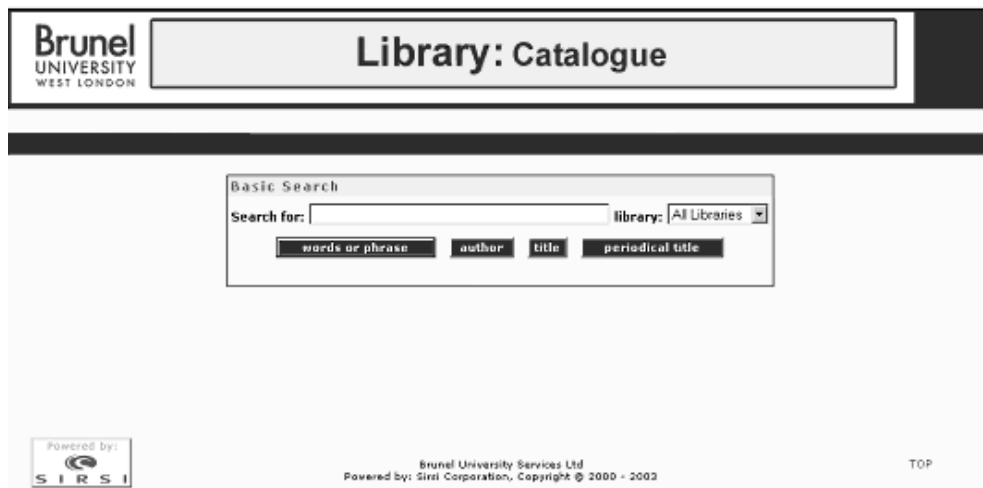 Brunel
UNIVERSITY
WEST LONDON
Library: Catalogue
Basic Search
Search for: library: All Libraries
words or phrase author title periodical title
Powered by:
SIRSI
Brunel University Services Ltd
Powered by: Sirsi Corporation, Copyright © 2000 - 2003
TOP